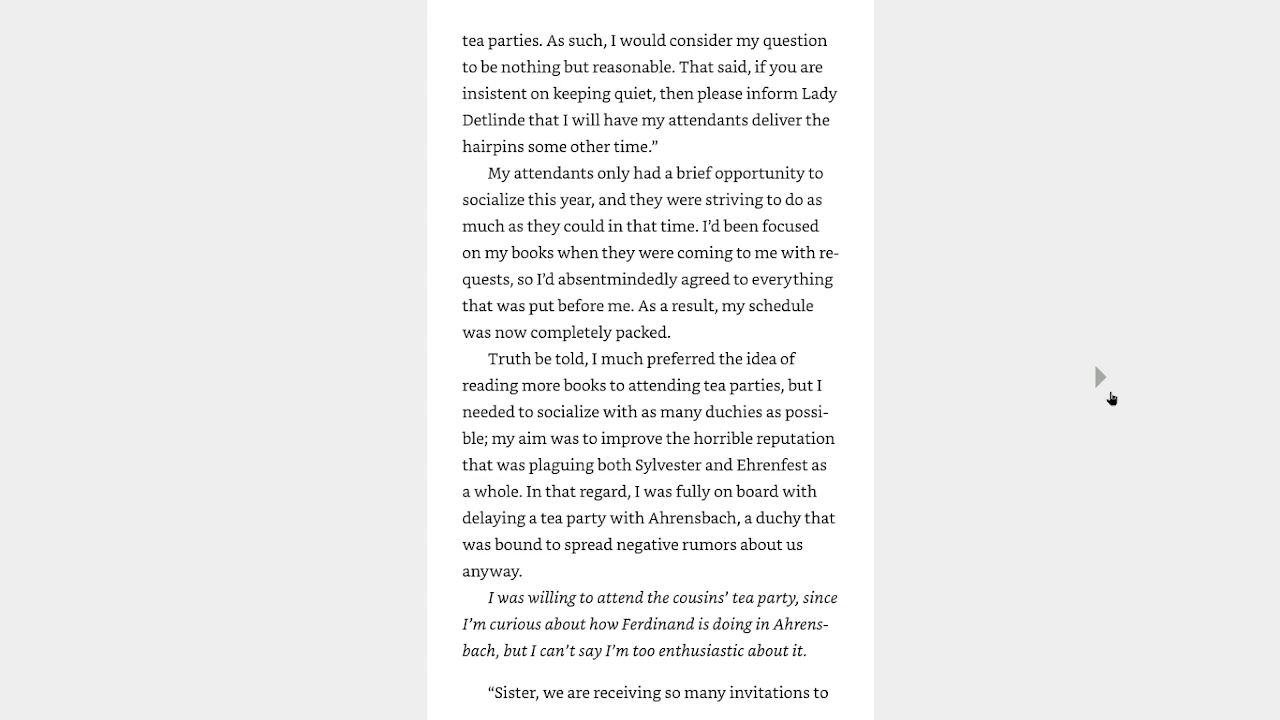 tea parties. As such, I would consider my question
to be nothing but reasonable. That said, if you are
insistent on keeping quiet, then please inform Lady
Detlinde that I will have my attendants deliver the
hairpins some other time.”
My attendants only had a brief opportunity to
socialize this year, and they were striving to do as
much as they could in that time. I’d been focused
on my books when they were coming to me with re-
quests, so I’d absentmindedly agreed to everything
that was put before me. As a result, my schedule
was now completely packed.
Truth be told, I much preferred the idea of
reading more books to attending tea parties, but I
needed to socialize with as many duchies as possi-
ble; my aim was to improve the horrible reputation
that was plaguing both Sylvester and Ehrenfest as
a whole. In that regard, I was fully on board with
delaying a tea party with Ahrensbach, a duchy that
was bound to spread negative rumors about us
anyway.
I was willing to attend the cousins’ tea party, since
I’m curious about how Ferdinand is doing in Ahrens-
bach, but I can’t say I’m too enthusiastic about it.
“Sister, we are receiving so many invitations to